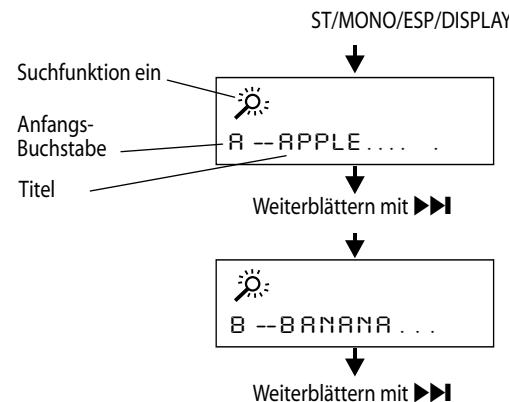 ST/MONO/ESP/DISPLAY
Suchfunktion ein
Anfangs-
Buchstabe
Titel
A --APPLE.... .
Weiterblättern mit ▶▶I
B --BANANA...
Weiterblättern mit ▶▶I